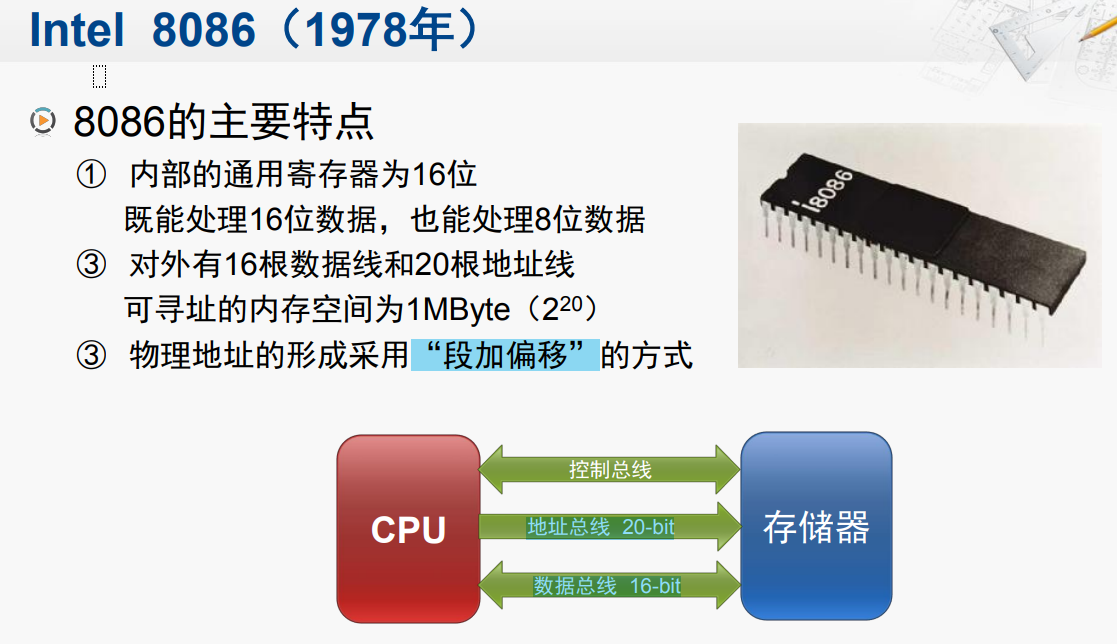 Intel 8086（1978年）
8086的主要特点
① 内部的通用寄存器为16位
既能处理16位数据，也能处理8位数据
③ 对外有16根数据线和20根地址线
可寻址的内存空间为1MByte（2²⁰）
③ 物理地址的形成采用“段加偏移”的方式
i8086
控制总线
CPU
地址总线 20-bit
存储器
数据总线 16-bit